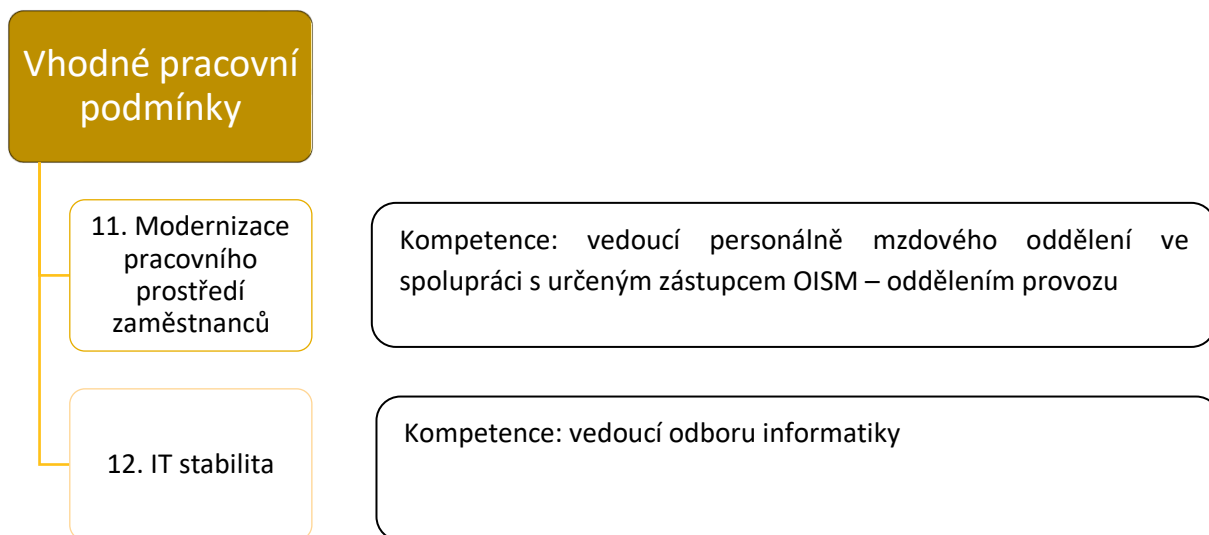 Vhodné pracovní
podmínky
11. Modernizace
pracovního
prostředí
zaměstnanců
Kompetence: vedoucí personálně mzdového oddělení ve
spolupráci s určeným zástupcem OISM – oddělením provozu
12. IT stabilita
Kompetence: vedoucí odboru informatiky